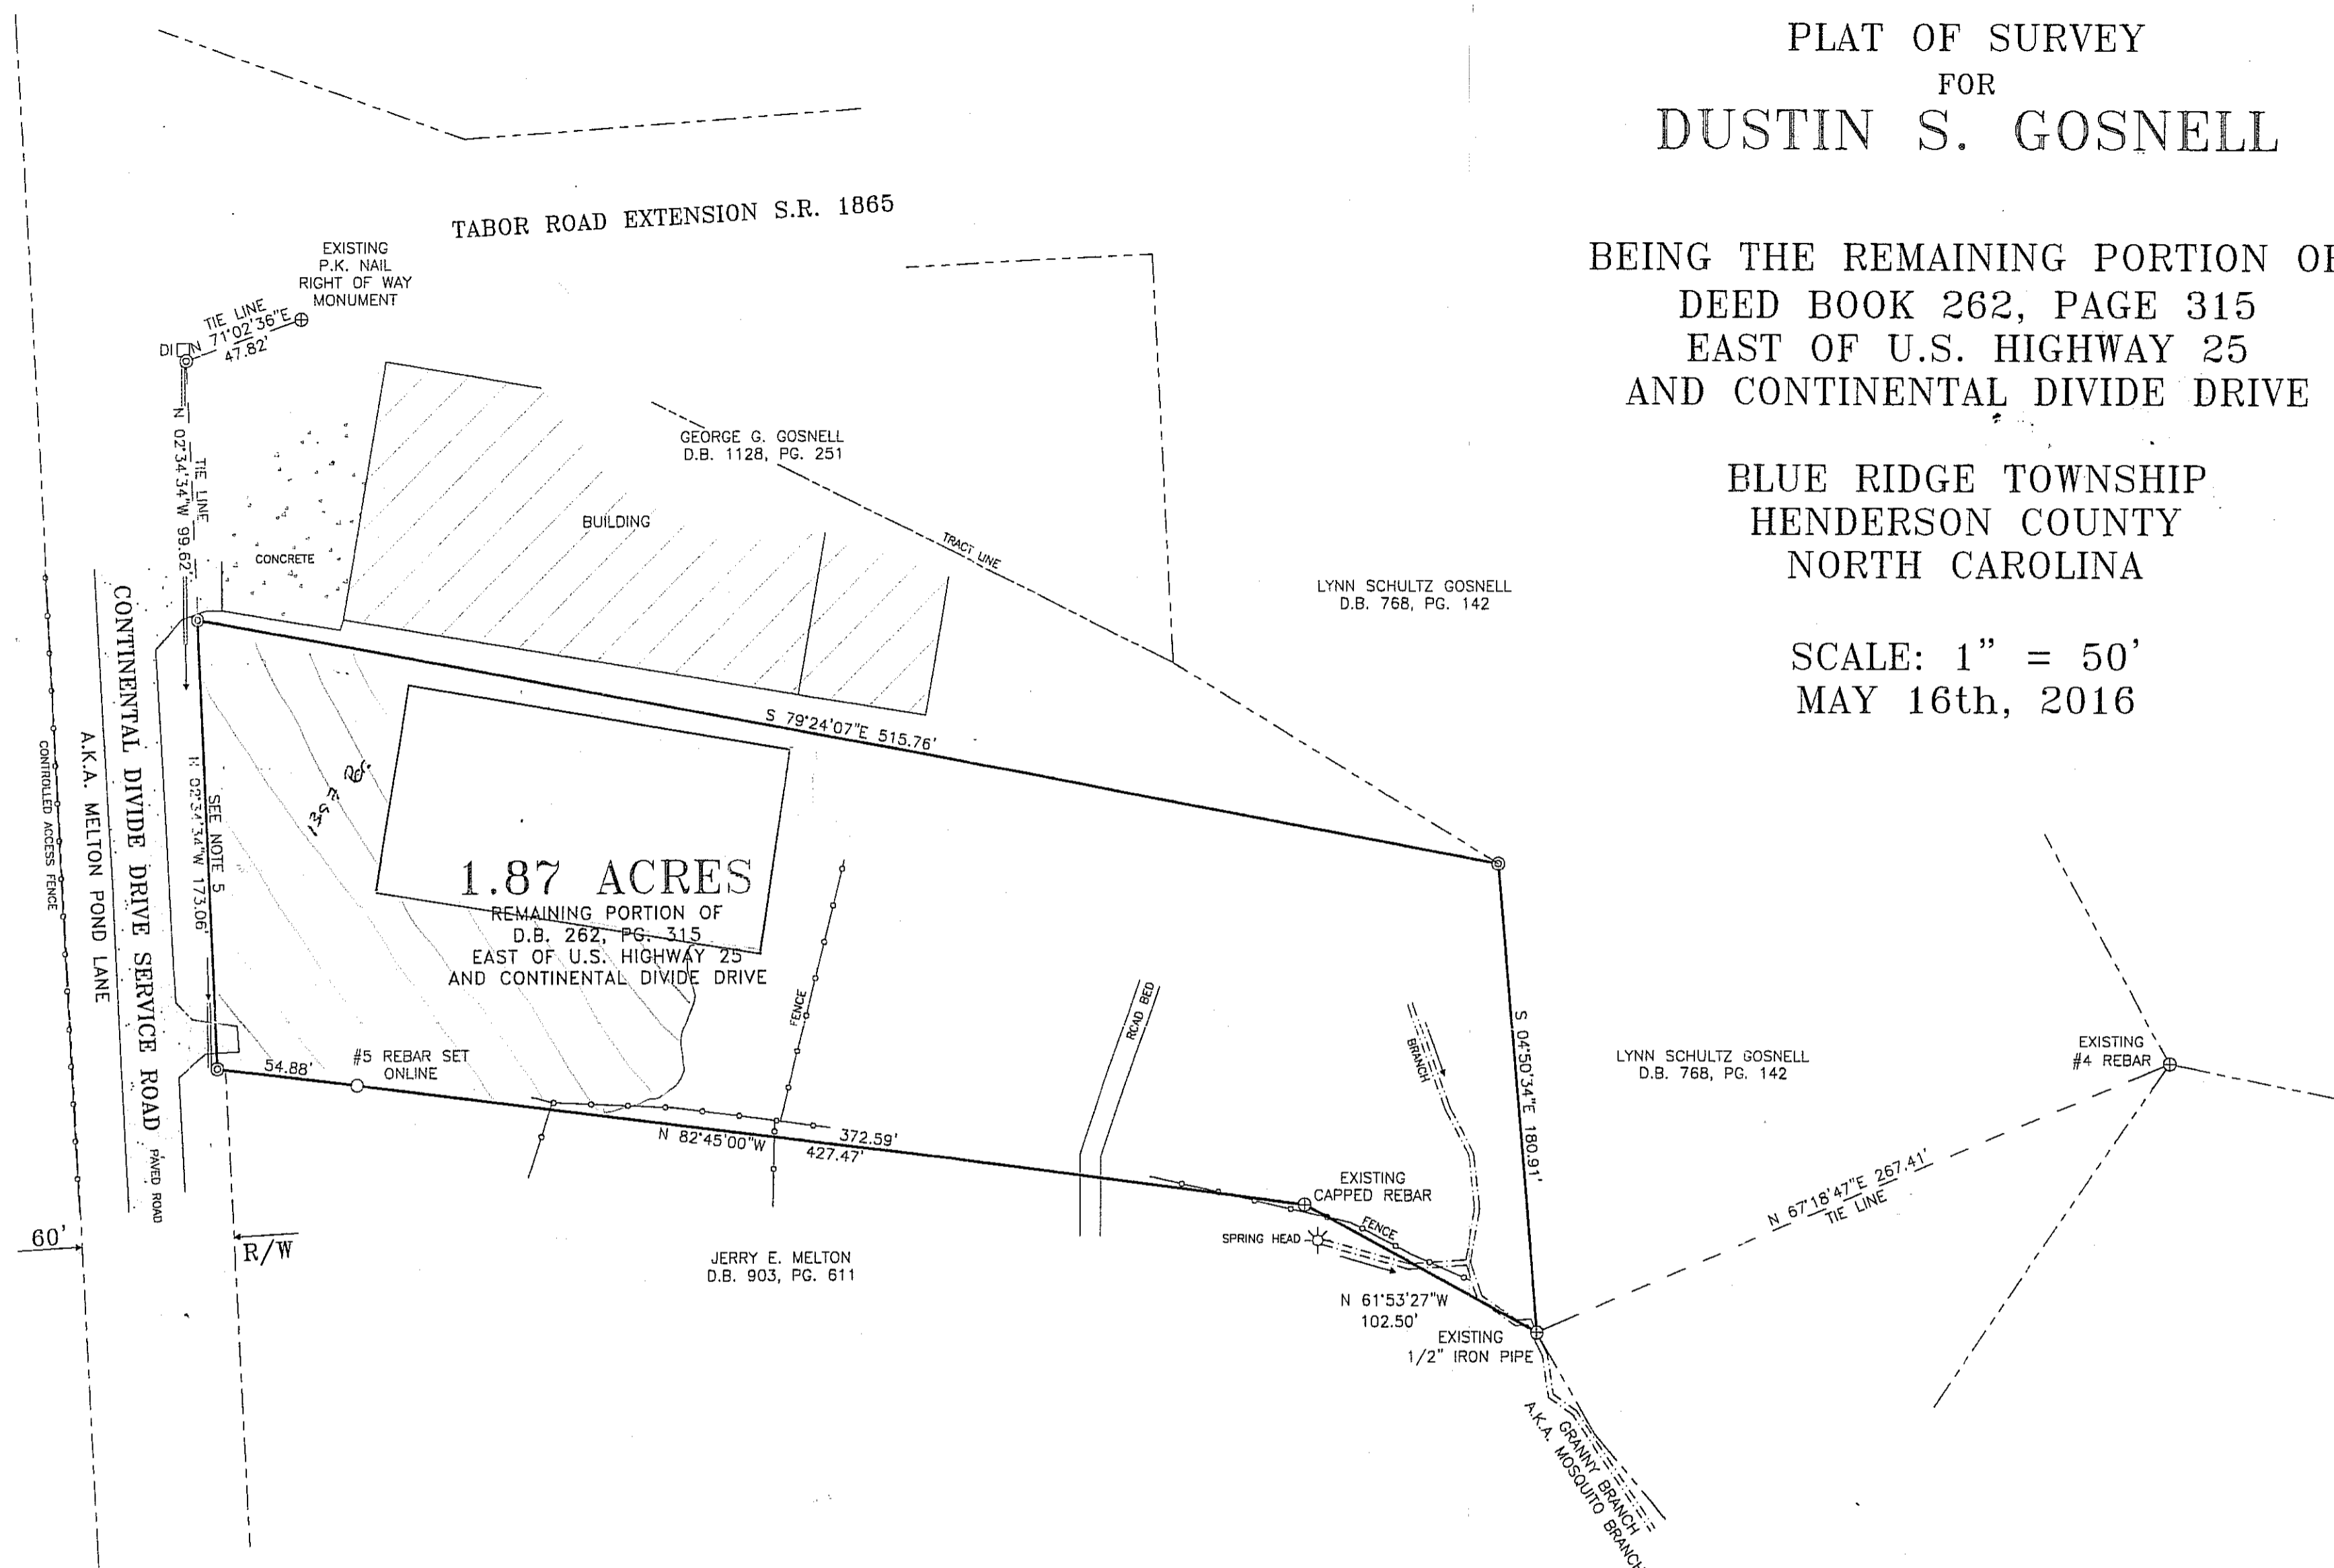 PLAT OF SURVEY
FOR
DUSTIN S. GOSNELL
BEING THE REMAINING PORTION OF
DEED BOOK 262, PAGE 315
EAST OF U.S. HIGHWAY 25
AND CONTINENTAL DIVIDE DRIVE
BLUE RIDGE TOWNSHIP
HENDERSON COUNTY
NORTH CAROLINA
SCALE: 1" = 50'
MAY 16th, 2016
TABOR ROAD EXTENSION S.R. 1865
EXISTING
P.K. NAIL
RIGHT OF WAY
MONUMENT
TIE LINE
N 71°02'36"E
47.82'
DI
TIE LINE
N 02°34'34"W 99.62'
CONCRETE
BUILDING
GEORGE G. GOSNELL
D.B. 1128, PG. 251
TRACT LINE
LYNN SCHULTZ GOSNELL
D.B. 768, PG. 142
S 79°24'07"E 515.76'
CONTINENTAL DIVIDE DRIVE SERVICE ROAD
PAVED ROAD
A.K.A. MELTON POND LANE
CONTROLLED ACCESS FENCE
SEE NOTE 5
N 02°34'34"W 173.06'
1.87 ACRES
REMAINING PORTION OF
D.B. 262, PG. 315
EAST OF U.S. HIGHWAY 25
AND CONTINENTAL DIVIDE DRIVE
FENCE
ROAD BED
BRANCH
S 04°50'34"E 180.91'
LYNN SCHULTZ GOSNELL
D.B. 768, PG. 142
EXISTING
#4 REBAR
54.88'
#5 REBAR SET
ONLINE
N 82°45'00"W
372.59'
427.47'
EXISTING
CAPPED REBAR
FENCE
SPRING HEAD
N 67°18'47"E 267.41'
TIE LINE
60'
R/W
JERRY E. MELTON
D.B. 903, PG. 611
N 61°53'27"W
102.50'
EXISTING
1/2" IRON PIPE
GRANNY BRANCH
A.K.A. MOSQUITO BRANCH